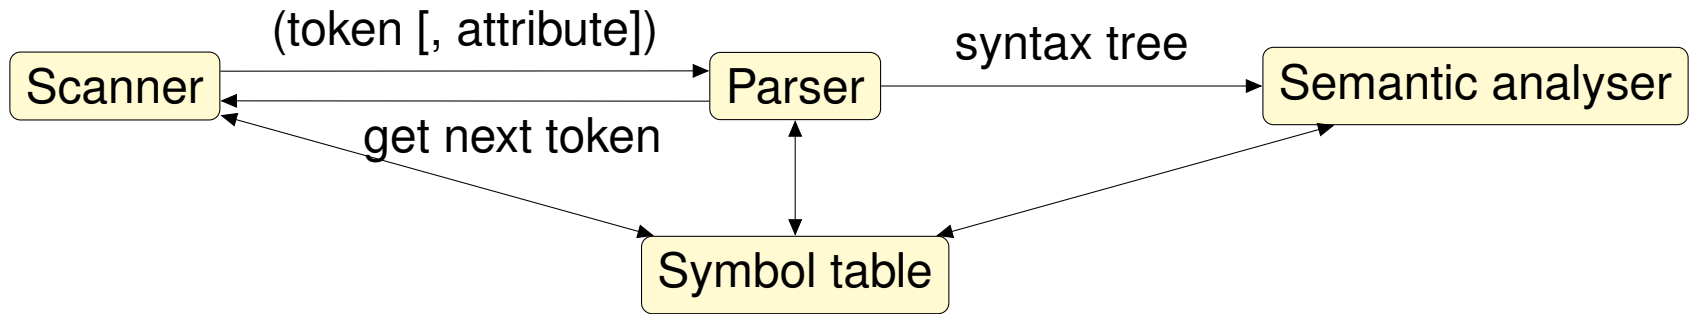 (token [, attribute])
syntax tree
Scanner
Parser
Semantic analyser
get next token
Symbol table